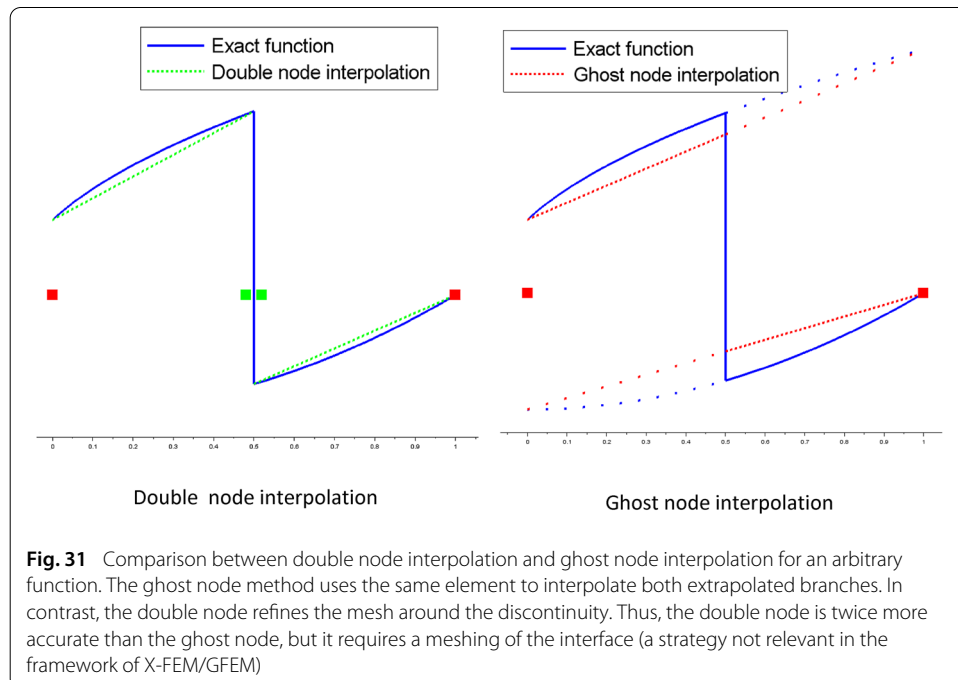 Exact function
Double node interpolation
0 0.1 0.2 0.3 0.4 0.5 0.6 0.7 0.8 0.9 1
Double node interpolation
Exact function
Ghost node interpolation
0 0.1 0.2 0.3 0.4 0.5 0.6 0.7 0.8 0.9 1
Ghost node interpolation
Fig. 31 Comparison between double node interpolation and ghost node interpolation for an arbitrary
function. The ghost node method uses the same element to interpolate both extrapolated branches. In
contrast, the double node refines the mesh around the discontinuity. Thus, the double node is twice more
accurate than the ghost node, but it requires a meshing of the interface (a strategy not relevant in the
framework of X-FEM/GFEM)